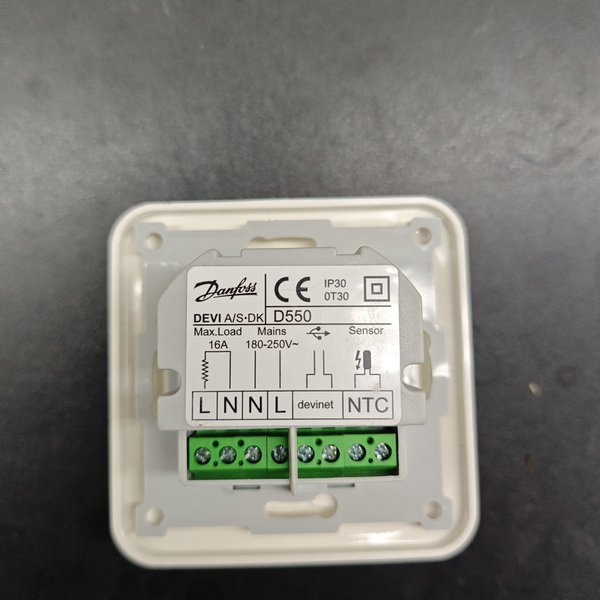 Danfoss
CE
IP30
0T30
DEVI A/S·DK
D550
Max.Load
Mains
Sensor
16A
180-250V~
L N N L devinet NTC